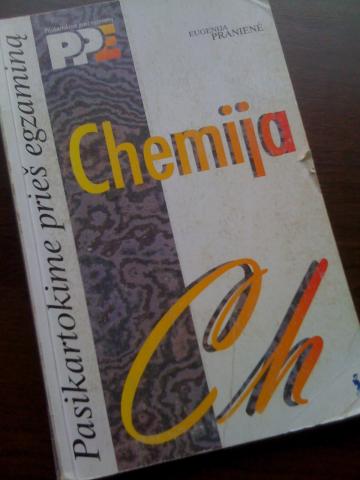 Pasikartokime prieš egzaminą
PPE
EUGENIJA
PRANIENĖ
Chemija
Ch